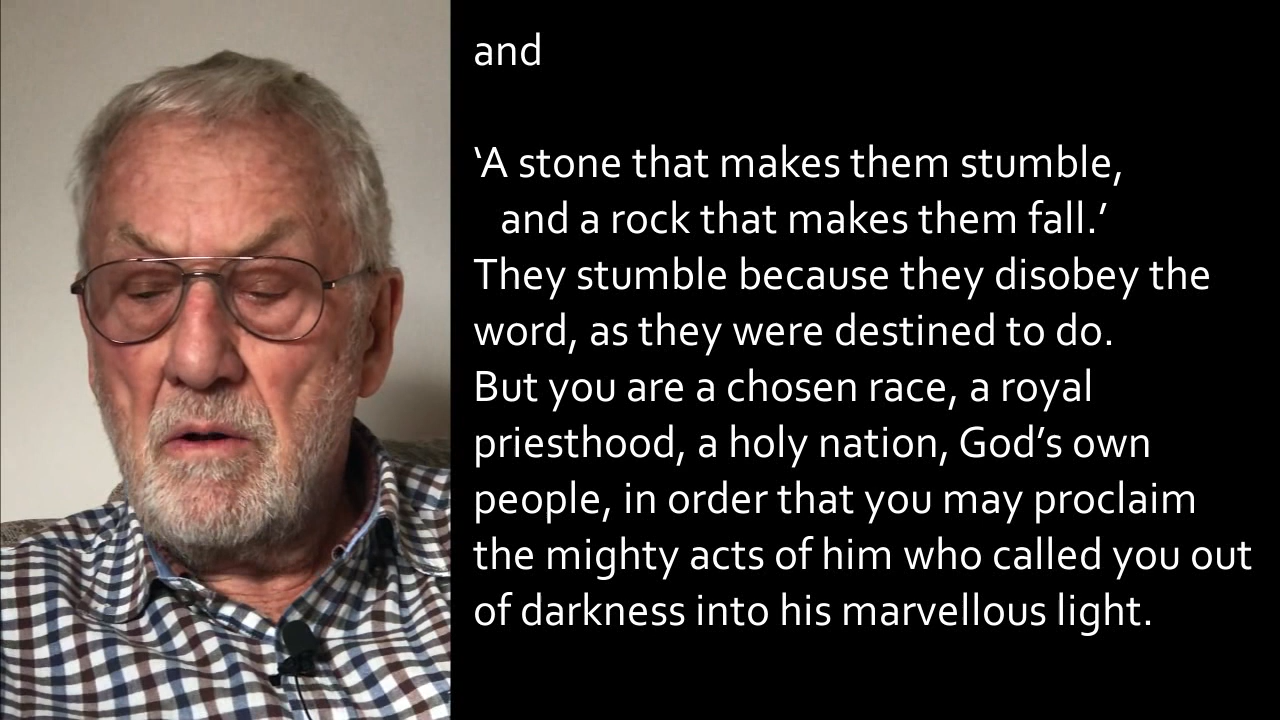 and
‘A stone that makes them stumble,
and a rock that makes them fall.’
They stumble because they disobey the
word, as they were destined to do.
But you are a chosen race, a royal
priesthood, a holy nation, God’s own
people, in order that you may proclaim
the mighty acts of him who called you out
of darkness into his marvellous light.